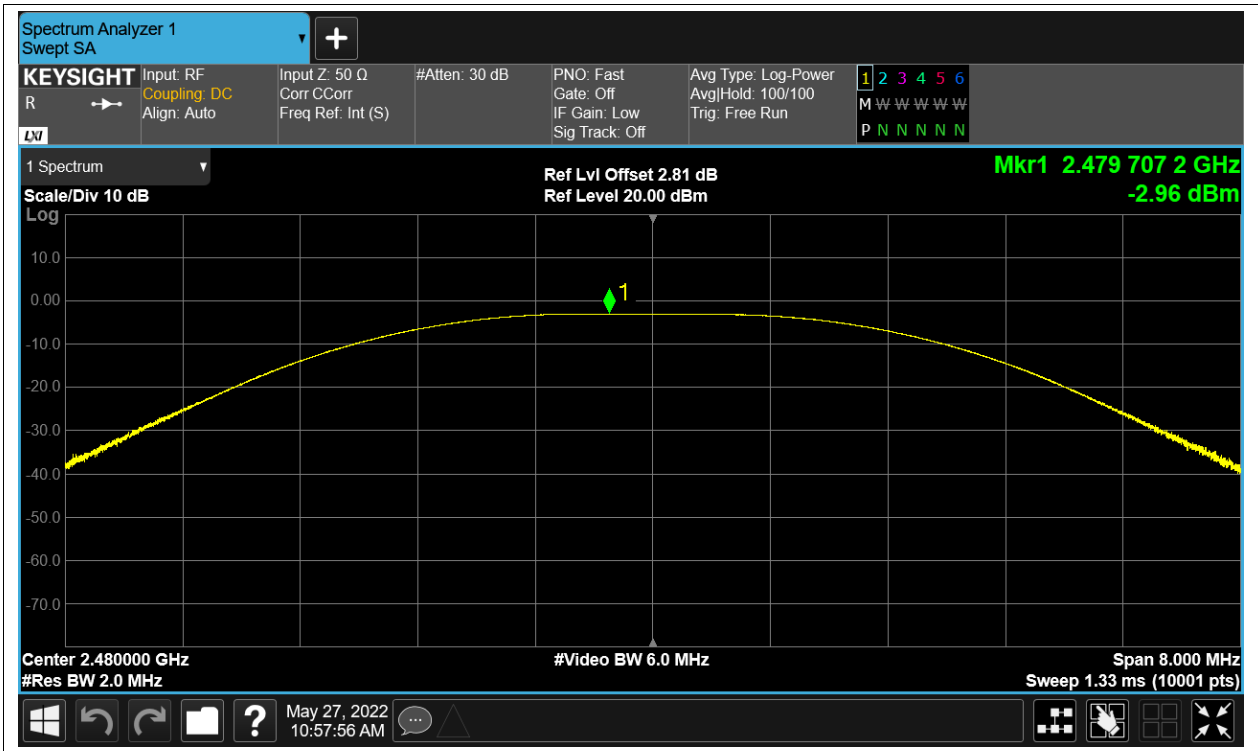 Spectrum Analyzer 1
Swept SA
KEYSIGHT
R
LXI
Input: RF
Coupling: DC
Align: Auto
Input Z: 50 Ω
Corr CCorr
Freq Ref: Int (S)
#Atten: 30 dB
PNO: Fast
Gate: Off
IF Gain: Low
Sig Track: Off
Avg Type: Log-Power
Avg|Hold: 100/100
Trig: Free Run
1 2 3 4 5 6
M W W W W W
P N N N N N
1 Spectrum
Scale/Div 10 dB
Log
Ref Lvl Offset 2.81 dB
Ref Level 20.00 dBm
Mkr1 2.479 707 2 GHz
-2.96 dBm
10.0
0.00
-10.0
-20.0
-30.0
-40.0
-50.0
-60.0
-70.0
1
Center 2.480000 GHz
#Res BW 2.0 MHz
#Video BW 6.0 MHz
Span 8.000 MHz
Sweep 1.33 ms (10001 pts)
?
May 27, 2022
10:57:56 AM